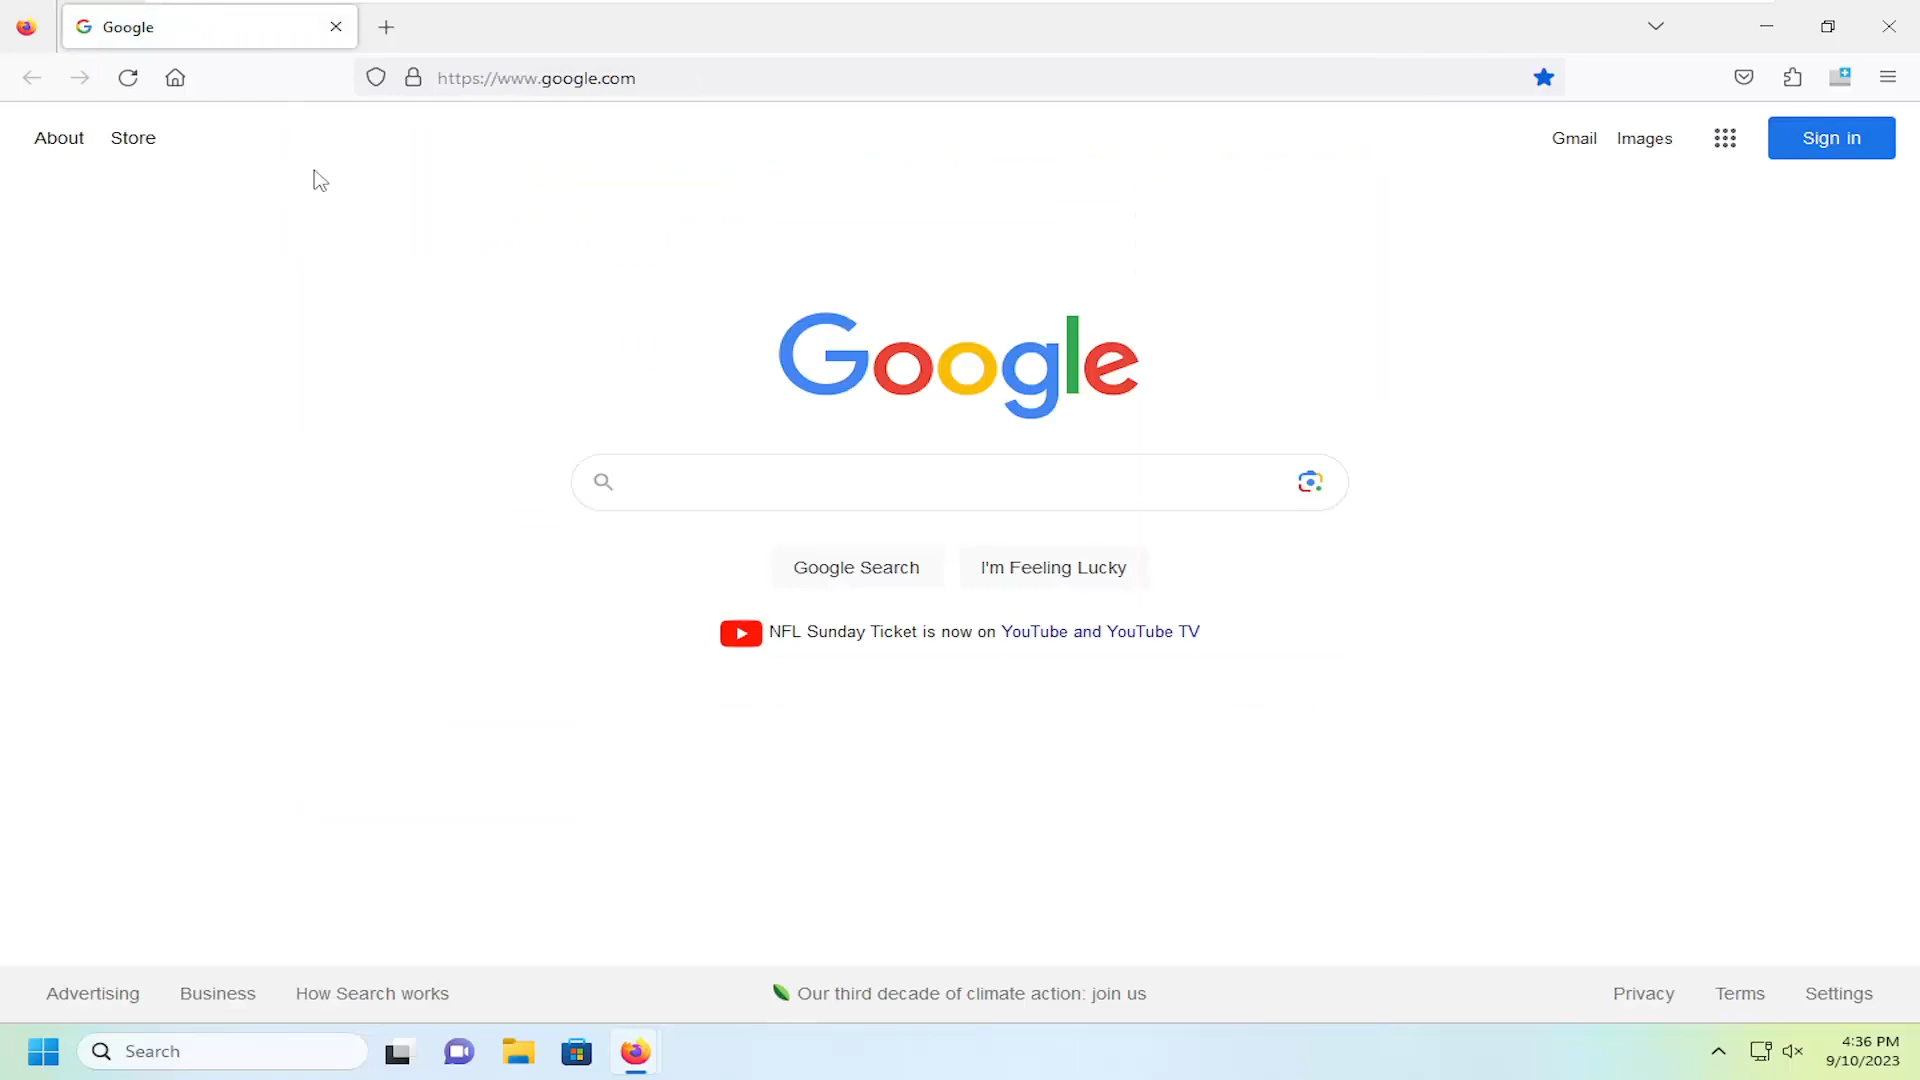 Google
https://www.google.com
About Store
Gmail Images Sign in
Google
Google Search I'm Feeling Lucky
NFL Sunday Ticket is now on YouTube and YouTube TV
Advertising Business How Search works
Our third decade of climate action: join us
Privacy Terms Settings
Search
4:36 PM
9/10/2023